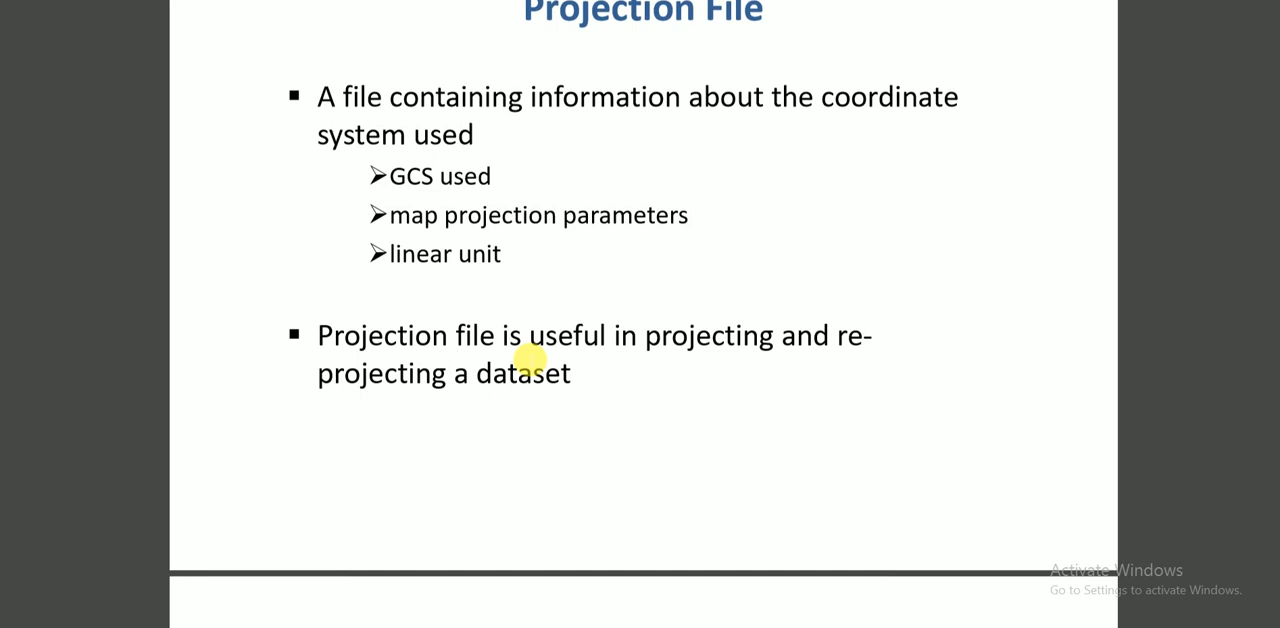 Projection File
▪ A file containing information about the coordinate
system used
➢GCS used
➢map projection parameters
➢linear unit
▪ Projection file is useful in projecting and re-
projecting a dataset
Activate Windows
Go to Settings to activate Windows.